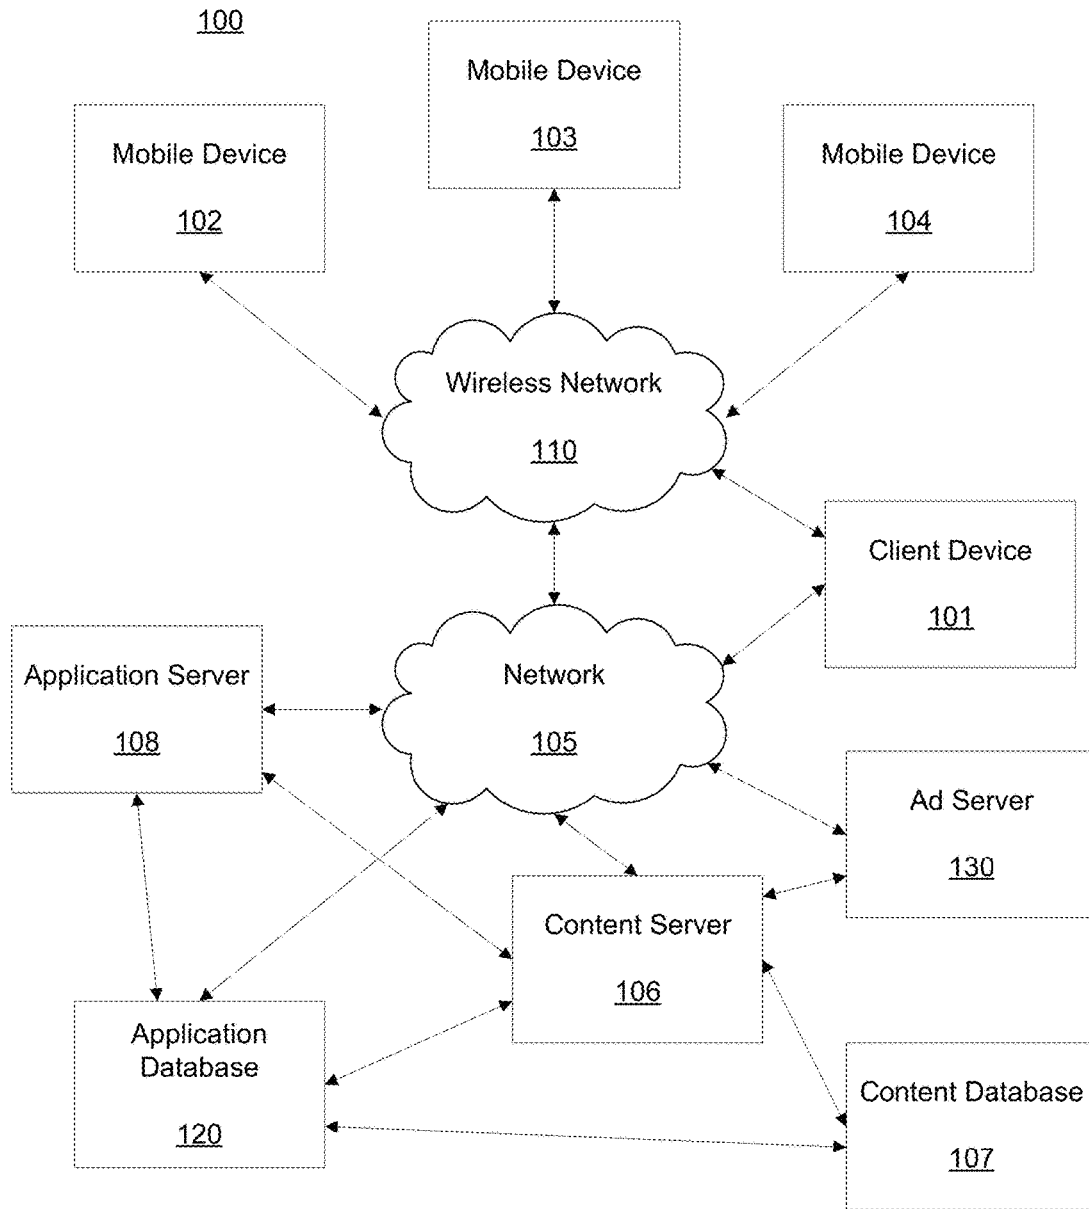 100
Mobile Device
103
Mobile Device
102
Mobile Device
104
Wireless Network
110
Client Device
101
Network
105
Application Server
108
Ad Server
130
Content Server
106
Application
Database
120
Content Database
107